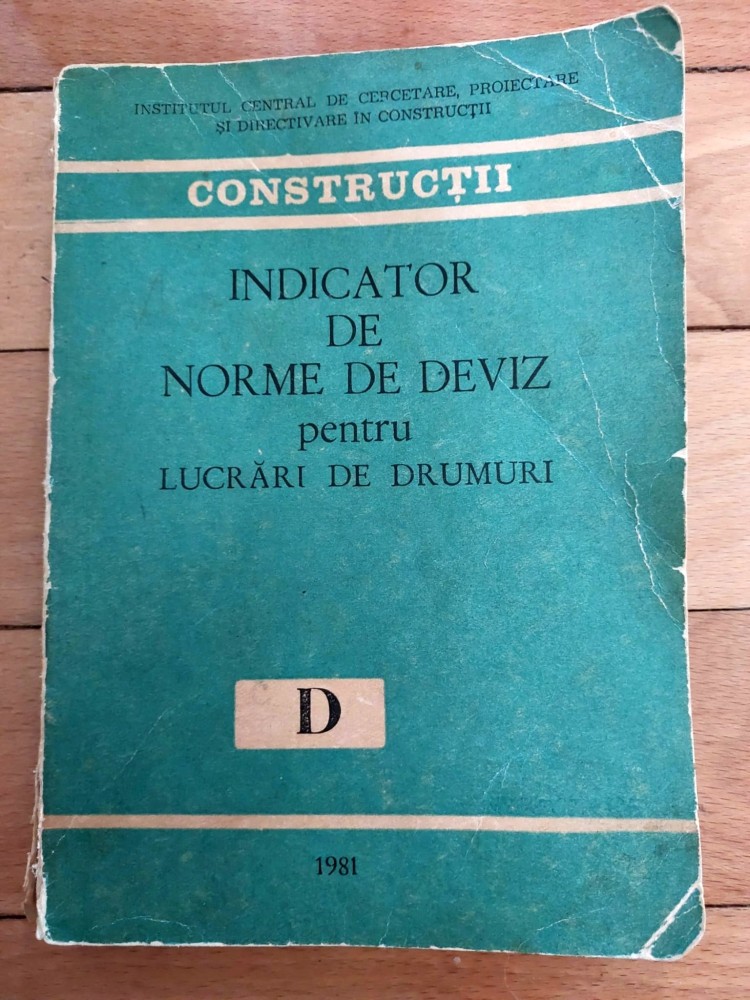 INSTITUTUL CENTRAL DE CERCETARE, PROIECTARE
ȘI DIRECTIVARE ÎN CONSTRUCȚII
CONSTRUCȚII
INDICATOR
DE
NORME DE DEVIZ
pentru
LUCRĂRI DE DRUMURI
D
1981